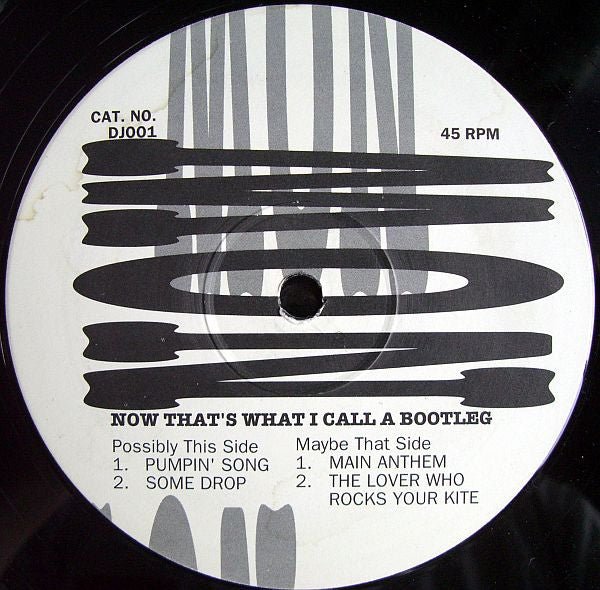 CAT. NO.
DJ001
45 RPM
NOW THAT'S WHAT I CALL A BOOTLEG
Possibly This Side
1. PUMPIN' SONG
2. SOME DROP
Maybe That Side
1. MAIN ANTHEM
2. THE LOVER WHO
ROCKS YOUR KITE